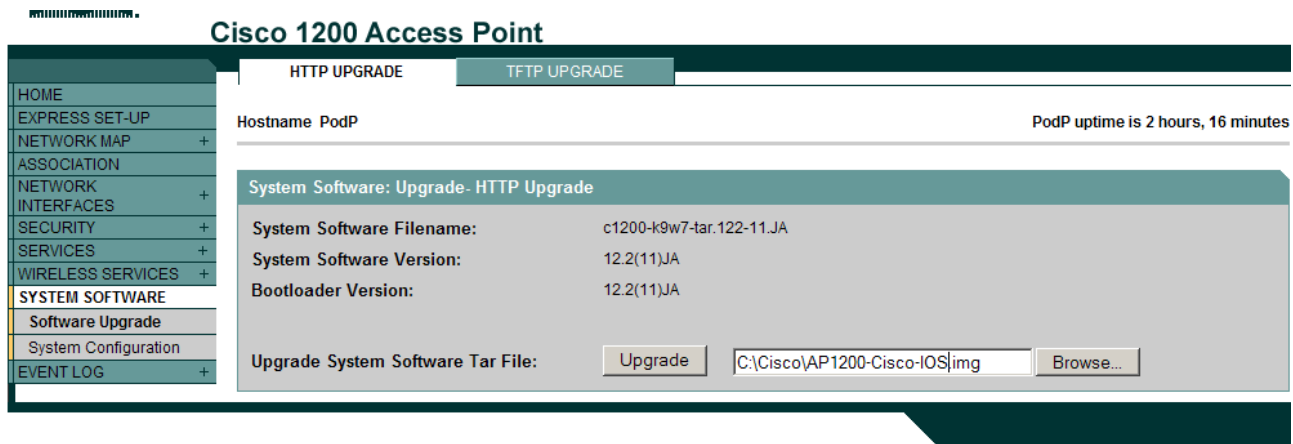 Cisco 1200 Access Point
HTTP UPGRADE
TFTP UPGRADE
HOME
EXPRESS SET-UP
NETWORK MAP +
ASSOCIATION
NETWORK
INTERFACES +
SECURITY +
SERVICES +
WIRELESS SERVICES +
SYSTEM SOFTWARE
Software Upgrade
System Configuration
EVENT LOG +
Hostname PodP
PodP uptime is 2 hours, 16 minutes
System Software: Upgrade- HTTP Upgrade
System Software Filename: c1200-k9w7-tar.122-11.JA
System Software Version: 12.2(11)JA
Bootloader Version: 12.2(11)JA
Upgrade System Software Tar File: Upgrade C:\Cisco\AP1200-Cisco-IOS.img Browse...